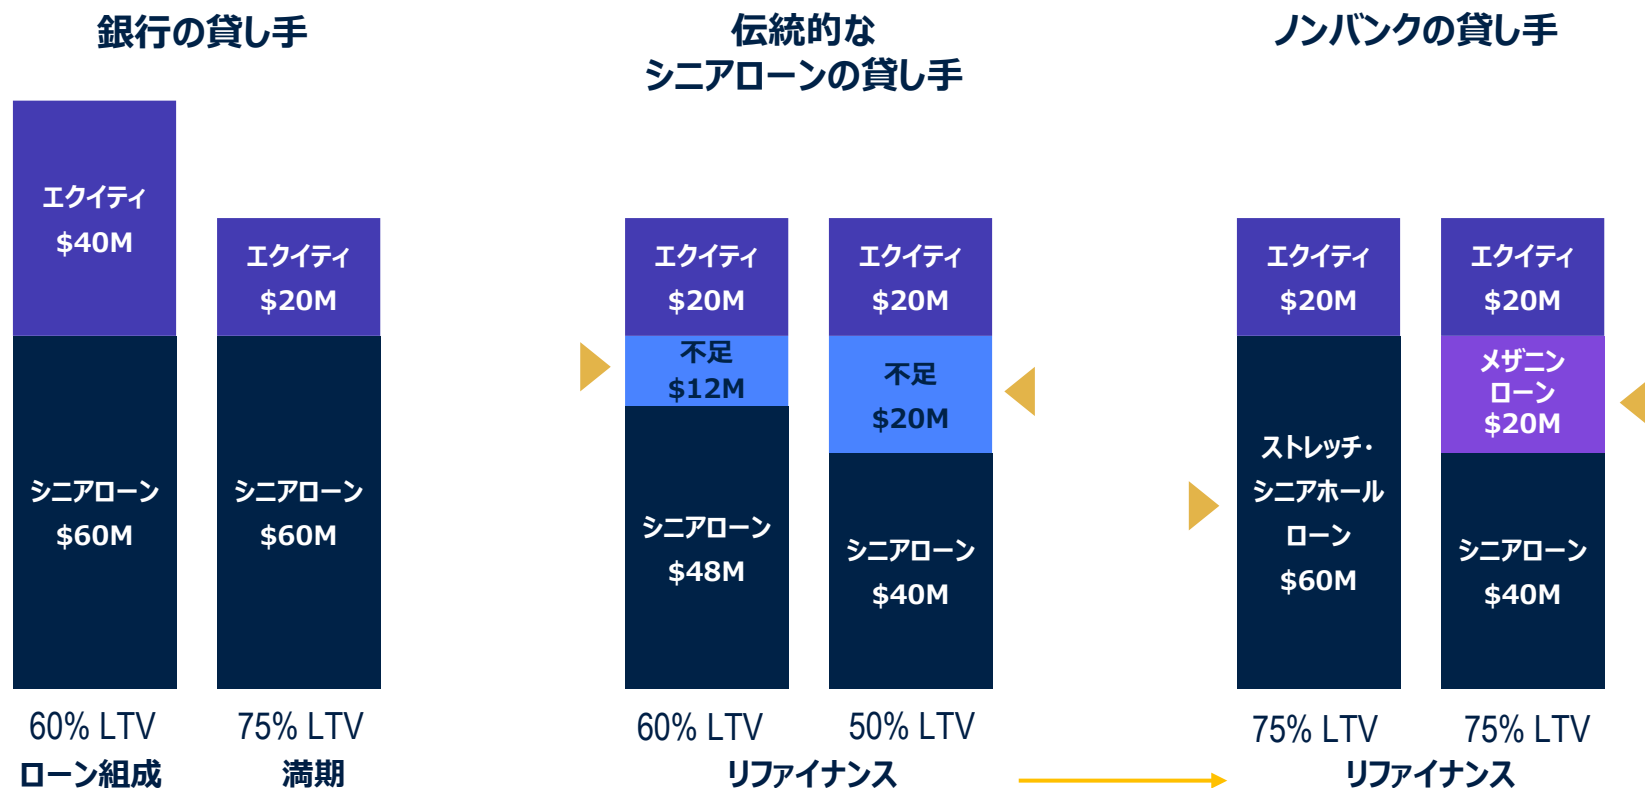 銀行の貸し手
エクイティ
$40M
シニアローン
$60M
60% LTV
ローン組成
エクイティ
$20M
シニアローン
$60M
75% LTV
満期
伝統的な
シニアローンの貸し手
エクイティ
$20M
不足
$12M
シニアローン
$48M
60% LTV
エクイティ
$20M
不足
$20M
シニアローン
$40M
50% LTV
リファイナンス
ノンバンクの貸し手
エクイティ
$20M
ストレッチ・
シニアホール
ローン
$60M
75% LTV
エクイティ
$20M
メザニン
ローン
$20M
シニアローン
$40M
75% LTV
リファイナンス